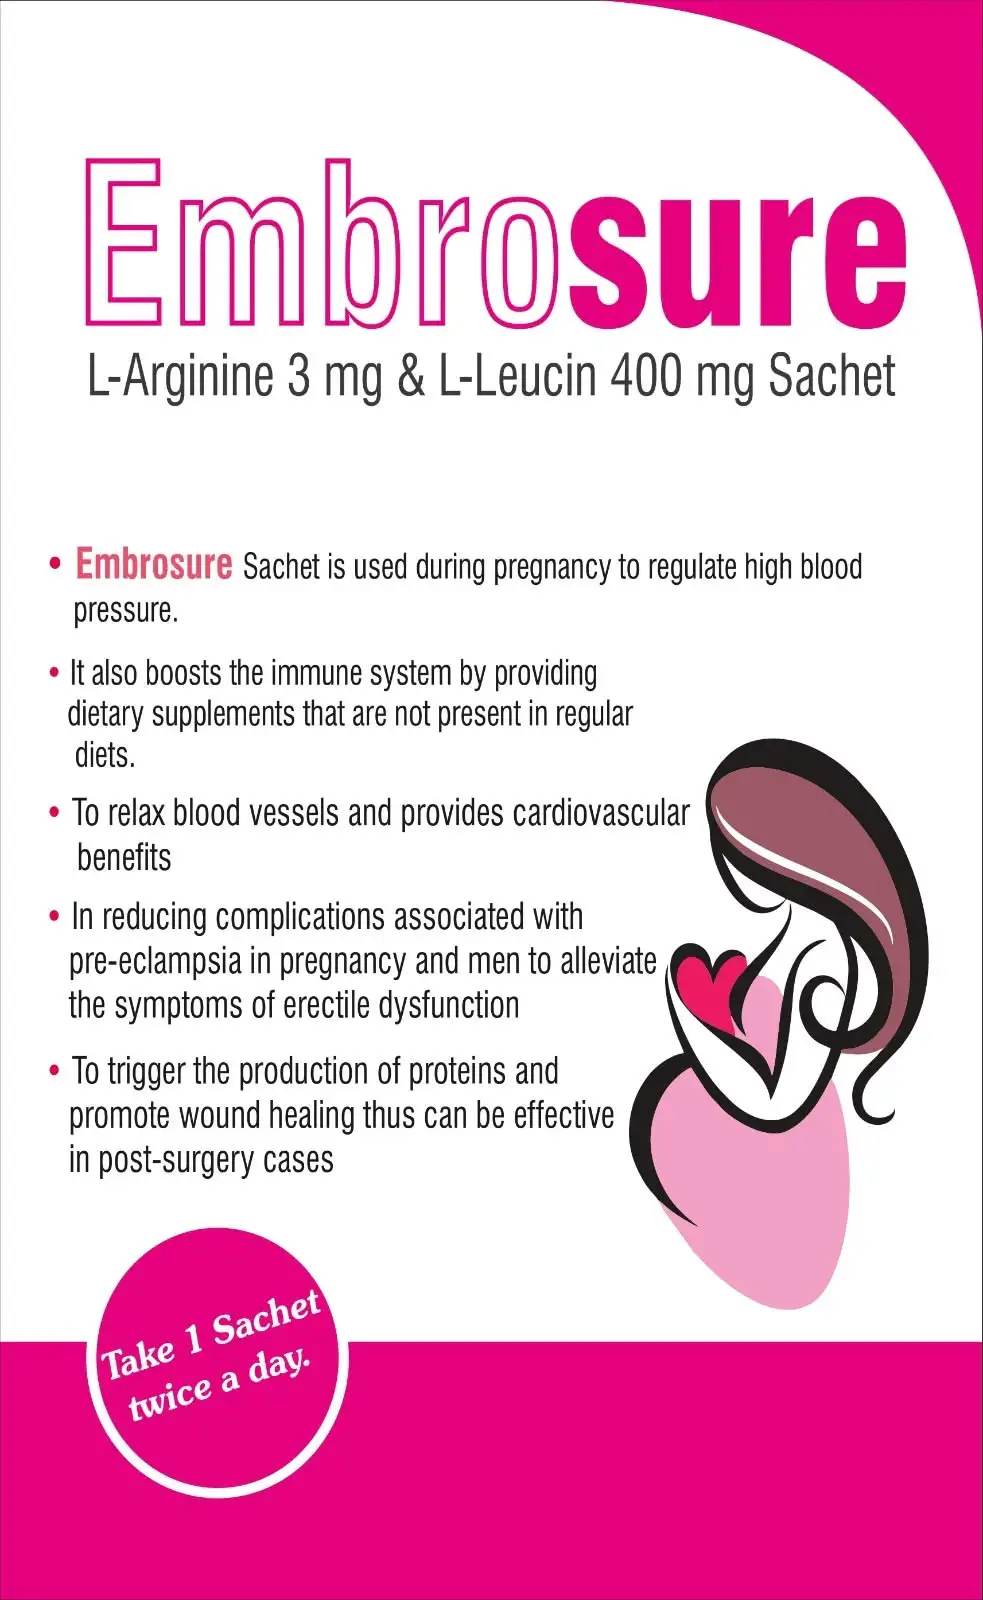 Embrosure
L-Arginine 3 mg & L-Leucin 400 mg Sachet
• Embrosure Sachet is used during pregnancy to regulate high blood
pressure.
• It also boosts the immune system by providing
dietary supplements that are not present in regular
diets.
• To relax blood vessels and provides cardiovascular
benefits
• In reducing complications associated with
pre-eclampsia in pregnancy and men to alleviate
the symptoms of erectile dysfunction
• To trigger the production of proteins and
promote wound healing thus can be effective
in post-surgery cases
Take 1 Sachet
twice a day.